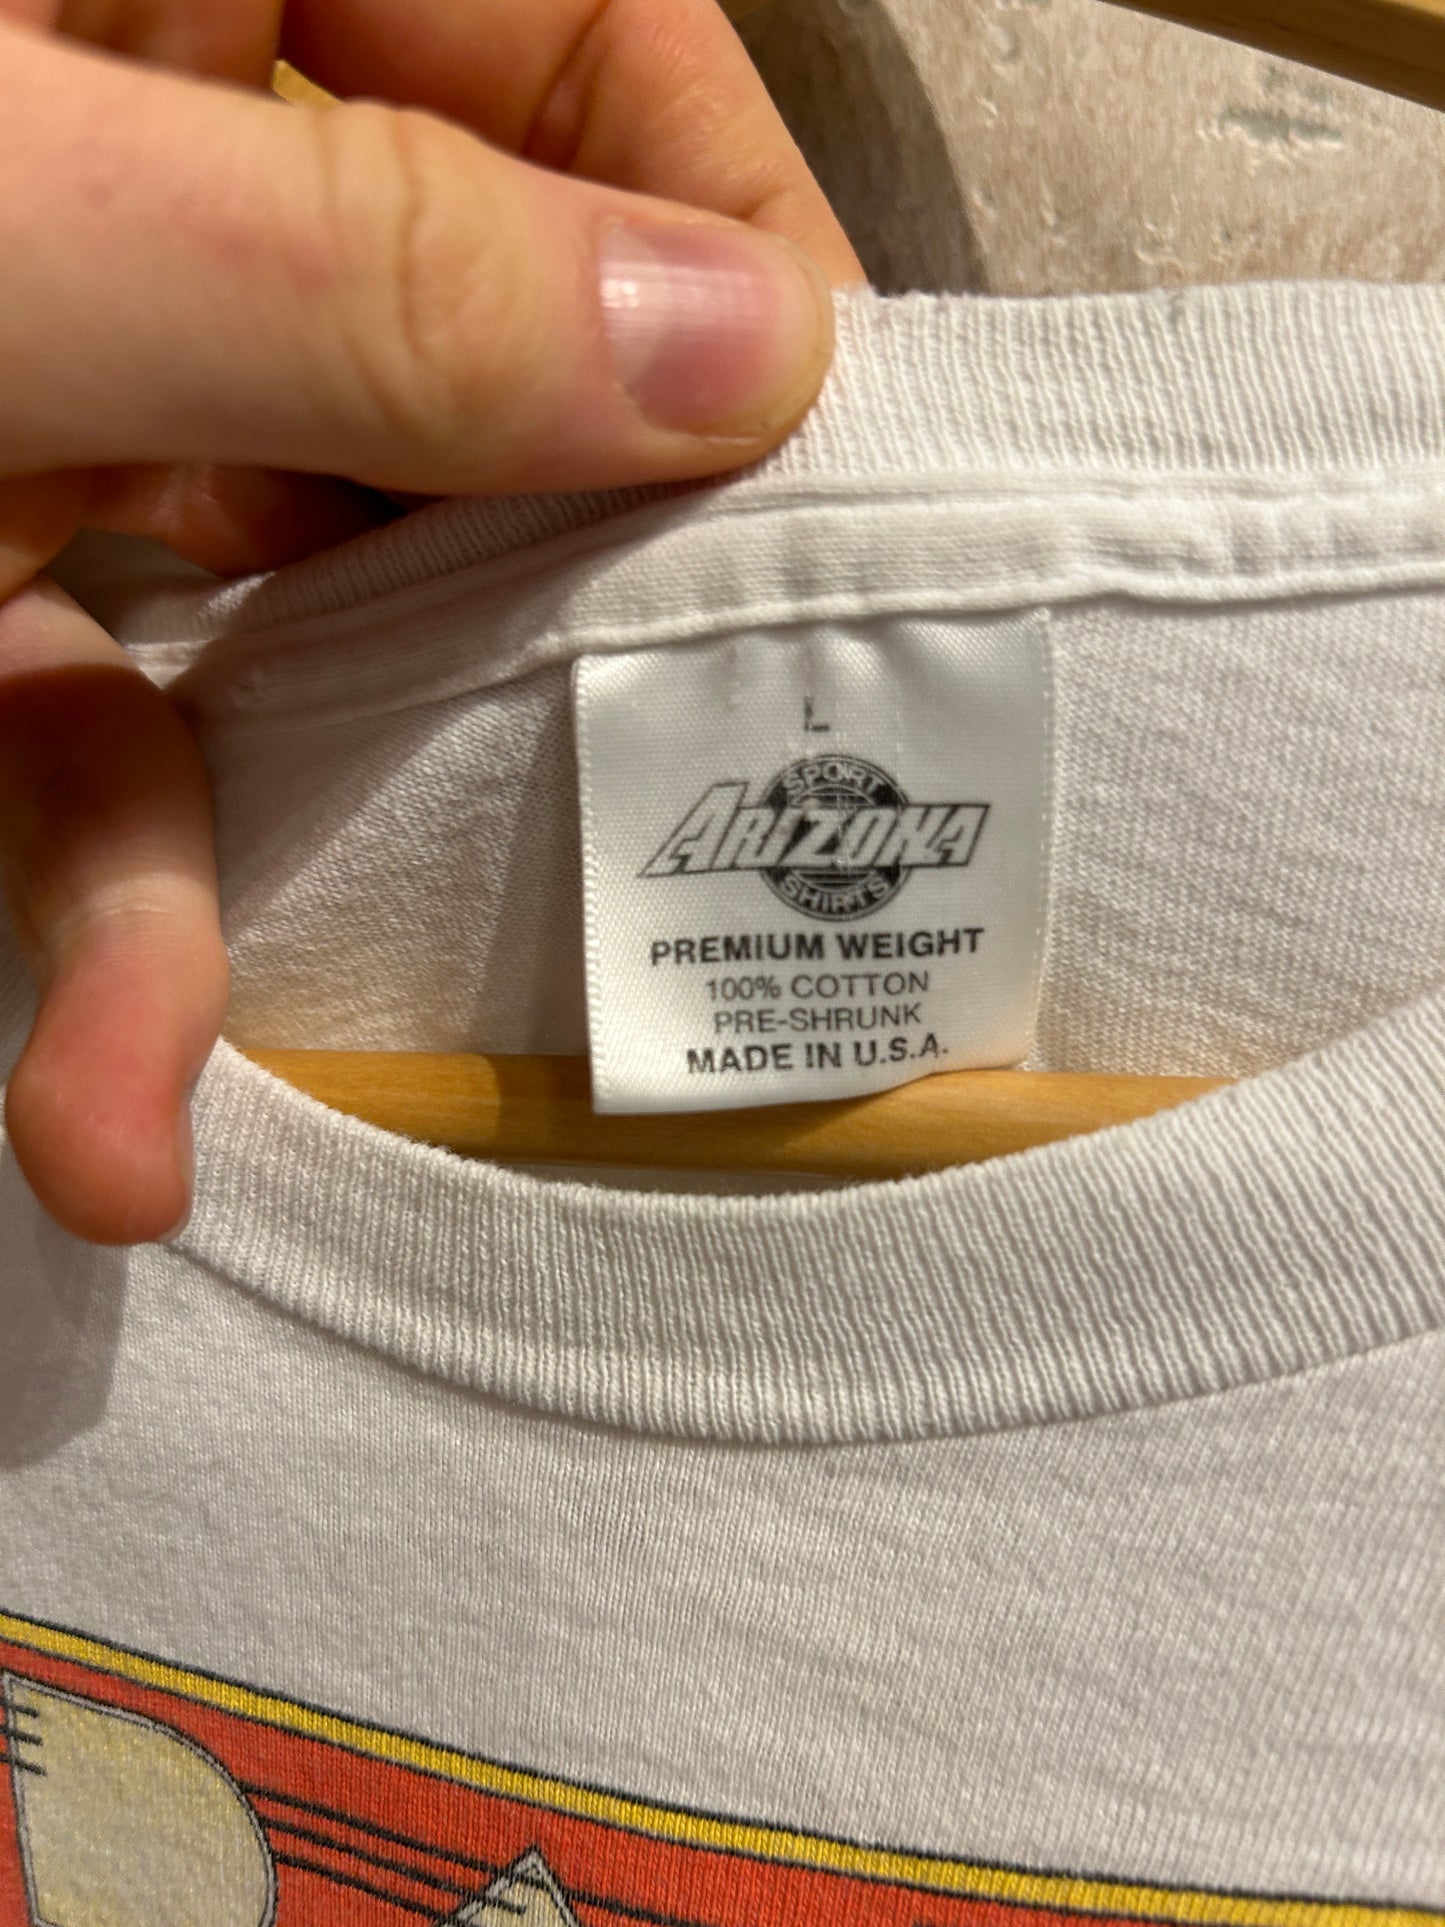 L
SPORT
ARIZONA
SHIRTS
PREMIUM WEIGHT
100% COTTON
PRE-SHRUNK
MADE IN U.S.A.